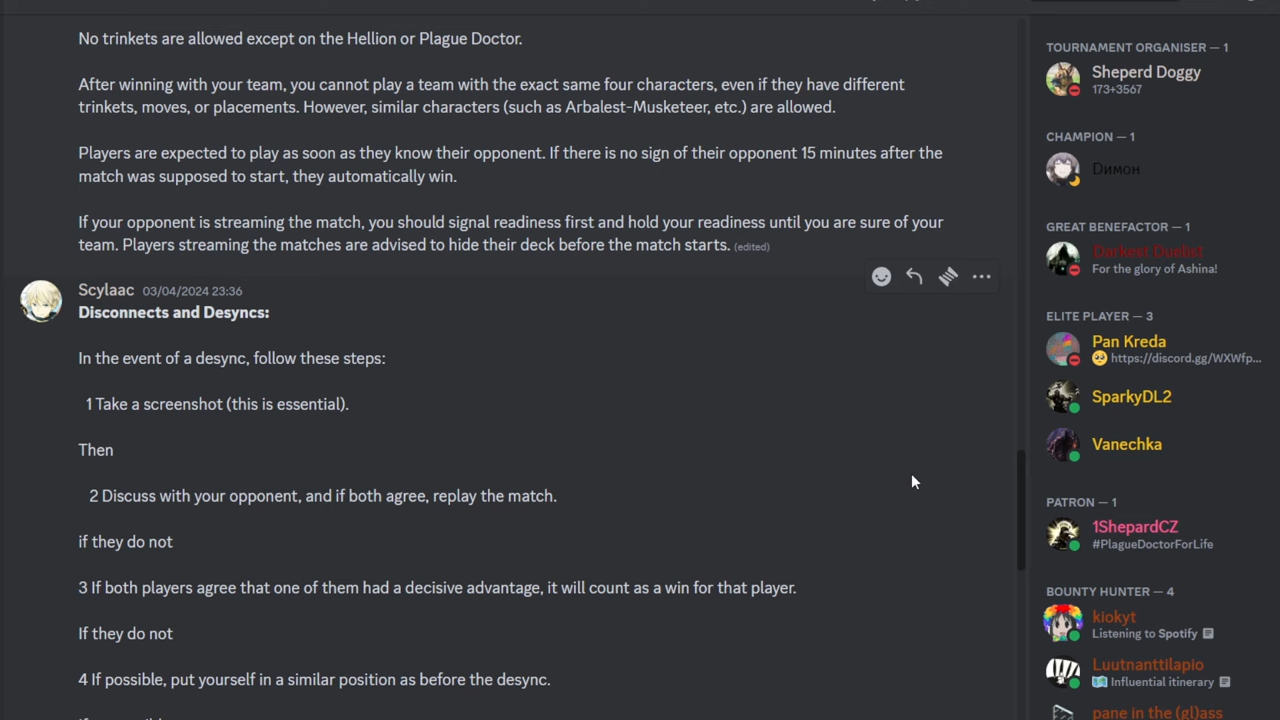 No trinkets are allowed except on the Hellion or Plague Doctor.
After winning with your team, you cannot play a team with the exact same four characters, even if they have different
trinkets, moves, or placements. However, similar characters (such as Arbalest-Musketeer, etc.) are allowed.
Players are expected to play as soon as they know their opponent. If there is no sign of their opponent 15 minutes after the
match was supposed to start, they automatically win.
If your opponent is streaming the match, you should signal readiness first and hold your readiness until you are sure of your
team. Players streaming the matches are advised to hide their deck before the match starts. (edited)
Scylaac 03/04/2024 23:36
Disconnects and Desyncs:
In the event of a desync, follow these steps:
1 Take a screenshot (this is essential).
Then
2 Discuss with your opponent, and if both agree, replay the match.
if they do not
3 If both players agree that one of them had a decisive advantage, it will count as a win for that player.
If they do not
4 If possible, put yourself in a similar position as before the desync.
TOURNAMENT ORGANISER — 1
Sheperd Doggy
173+3567
CHAMPION — 1
Димон
GREAT BENEFACTOR — 1
Darkest Duelist
For the glory of Ashina!
ELITE PLAYER — 3
Pan Kreda
🥺 https://discord.gg/WXWfp...
SparkyDL2
Vanechka
PATRON — 1
1ShepardCZ
#PlagueDoctorForLife
BOUNTY HUNTER — 4
kiokyt
Listening to Spotify
Luutnanttilapio
🗺️ Influential itinerary
pane in the (gl)ass